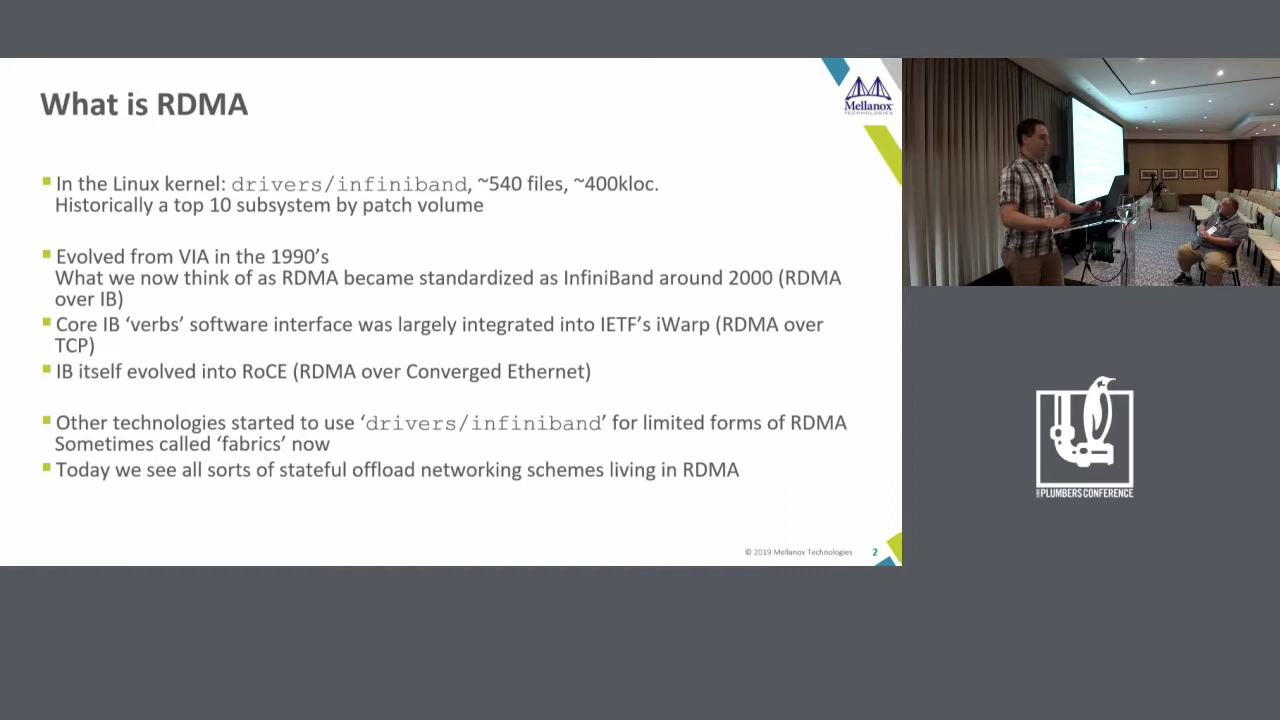 What is RDMA
Mellanox
TECHNOLOGIES
In the Linux kernel: drivers/infiniband, ~540 files, ~400kloc.
Historically a top 10 subsystem by patch volume
Evolved from VIA in the 1990's
What we now think of as RDMA became standardized as InfiniBand around 2000 (RDMA
over IB)
Core IB ‘verbs’ software interface was largely integrated into IETF’s iWarp (RDMA over
TCP)
IB itself evolved into RoCE (RDMA over Converged Ethernet)
Other technologies started to use ‘drivers/infiniband’ for limited forms of RDMA
Sometimes called ‘fabrics’ now
Today we see all sorts of stateful offload networking schemes living in RDMA
© 2019 Mellanox Technologies 2
PLUMBERS CONFERENCE